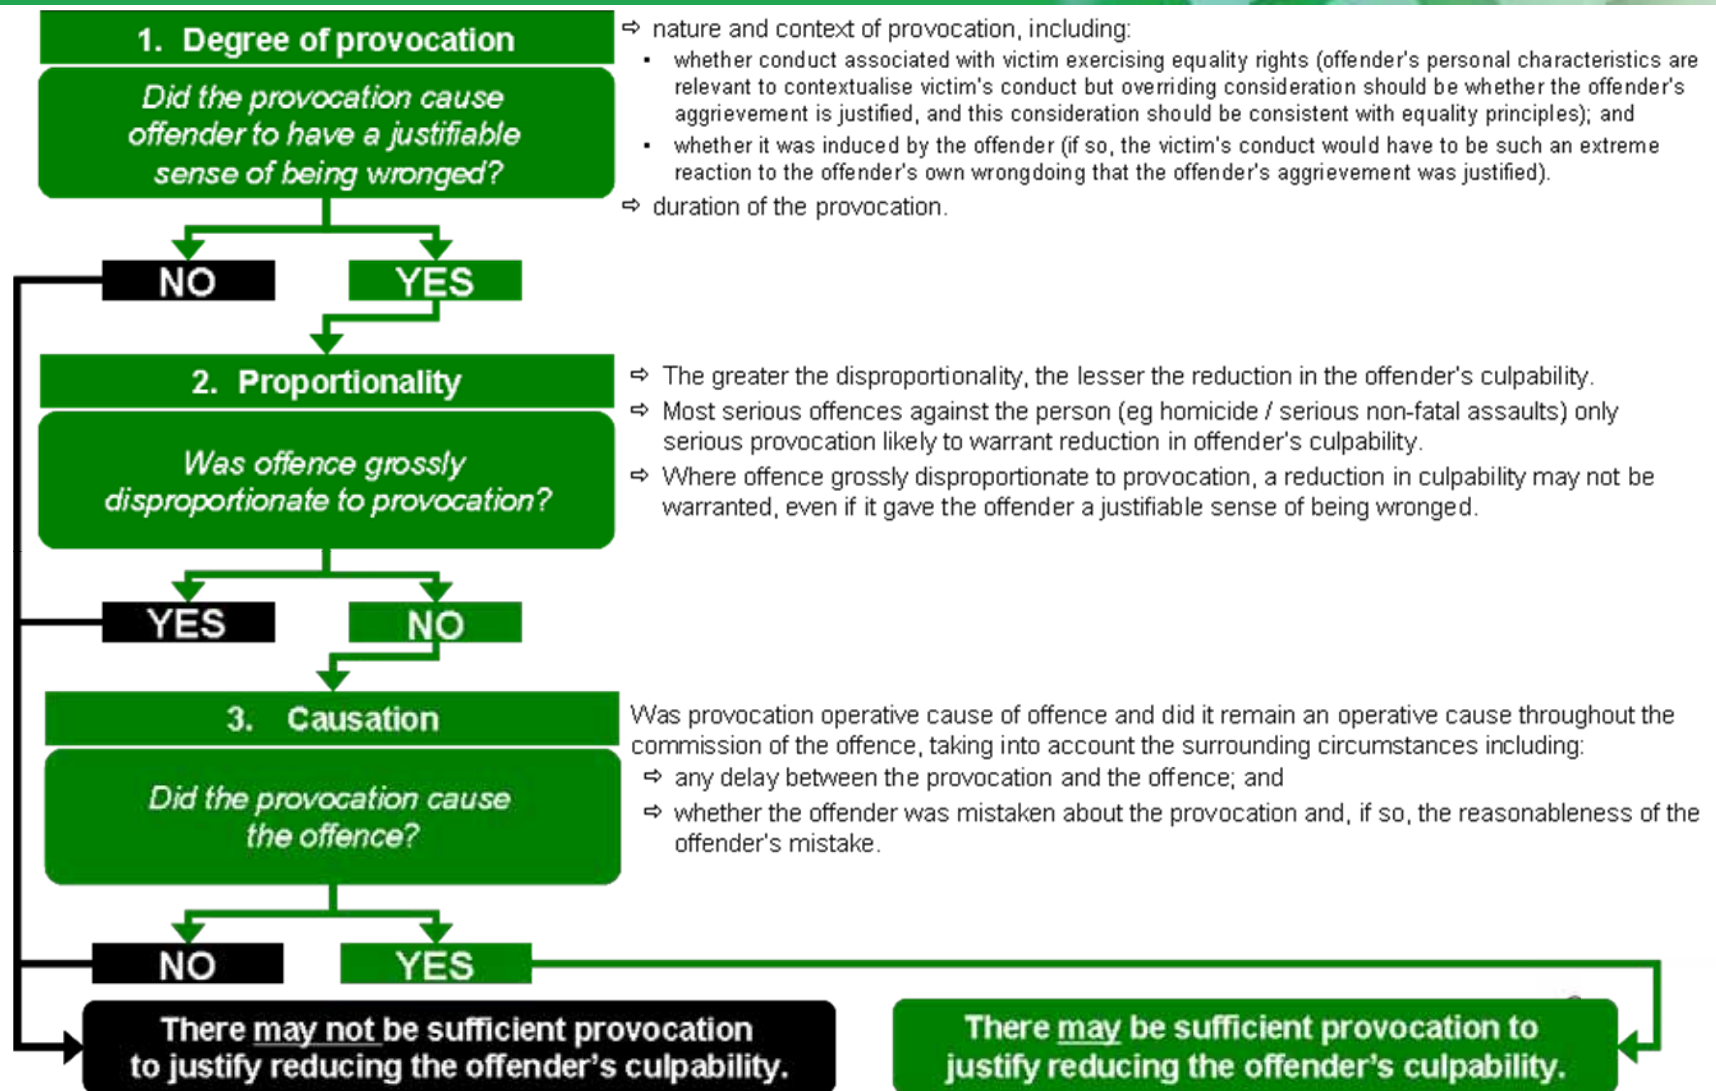 1. Degree of provocation
Did the provocation cause
offender to have a justifiable
sense of being wronged?
⇨ nature and context of provocation, including:
▪ whether conduct associated with victim exercising equality rights (offender's personal characteristics are
relevant to contextualise victim's conduct but overriding consideration should be whether the offender's
aggrievement is justified, and this consideration should be consistent with equality principles); and
▪ whether it was induced by the offender (if so, the victim's conduct would have to be such an extreme
reaction to the offender's own wrongdoing that the offender's aggrievement was justified).
⇨ duration of the provocation.
NO
YES
2. Proportionality
Was offence grossly
disproportionate to provocation?
⇨ The greater the disproportionality, the lesser the reduction in the offender's culpability.
⇨ Most serious offences against the person (eg homicide / serious non-fatal assaults) only
serious provocation likely to warrant reduction in offender's culpability.
⇨ Where offence grossly disproportionate to provocation, a reduction in culpability may not be
warranted, even if it gave the offender a justifiable sense of being wronged.
YES
NO
3. Causation
Did the provocation cause
the offence?
Was provocation operative cause of offence and did it remain an operative cause throughout the
commission of the offence, taking into account the surrounding circumstances including:
⇨ any delay between the provocation and the offence; and
⇨ whether the offender was mistaken about the provocation and, if so, the reasonableness of the
offender's mistake.
NO
YES
There may not be sufficient provocation
to justify reducing the offender's culpability.
There may be sufficient provocation to
justify reducing the offender's culpability.